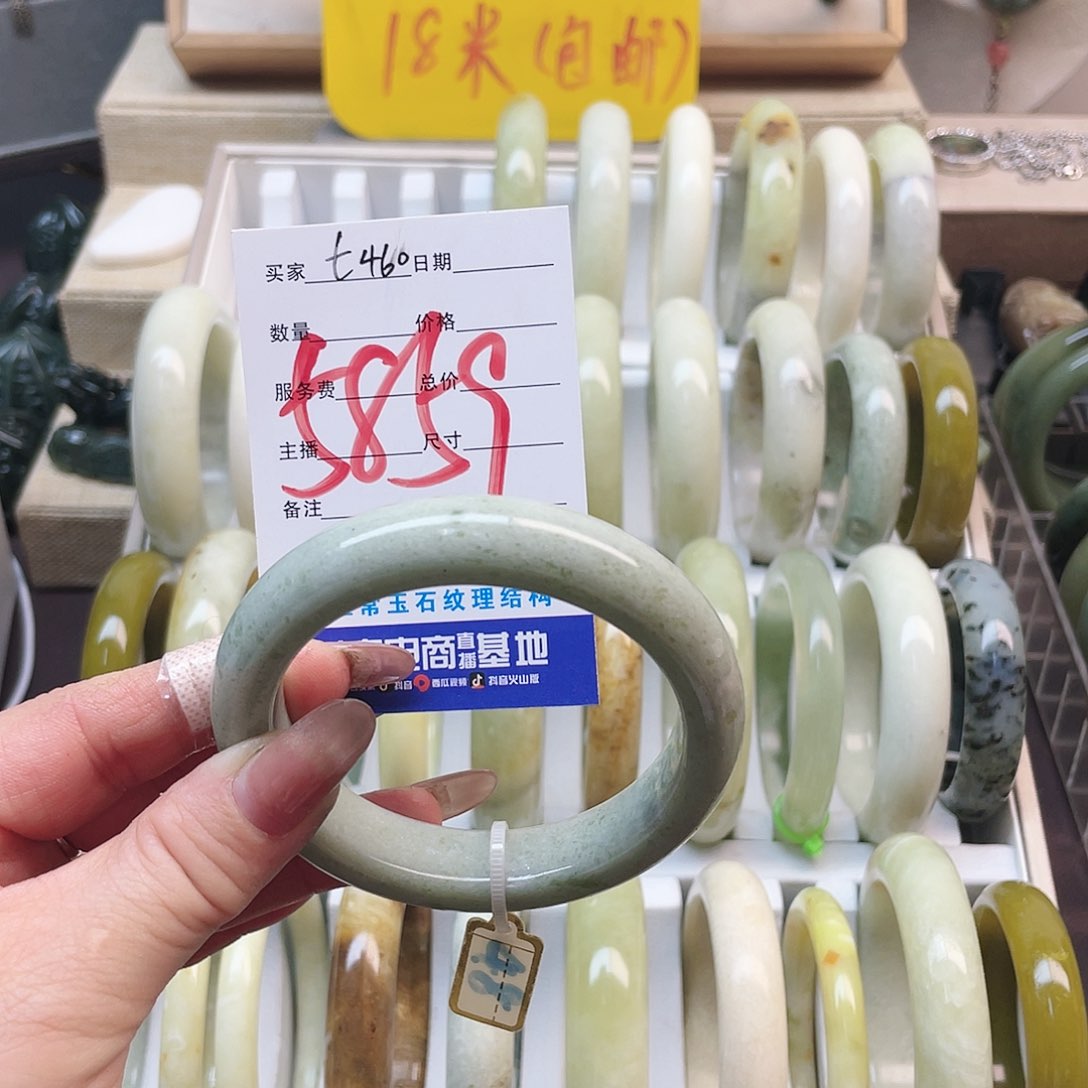 18米(包邮)
买家 t460 日期
数量 价格
服务费 总价
主播 尺寸
备注
常玉石纹理结构
电商直播基地
抖音 西瓜视频 抖音火山版